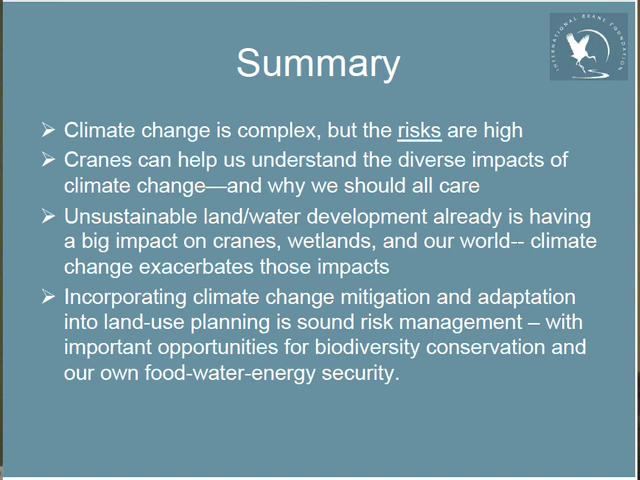 INTERNATIONAL CRANE FOUNDATION
Summary
➢ Climate change is complex, but the risks are high
➢ Cranes can help us understand the diverse impacts of
climate change—and why we should all care
➢ Unsustainable land/water development already is having
a big impact on cranes, wetlands, and our world-- climate
change exacerbates those impacts
➢ Incorporating climate change mitigation and adaptation
into land-use planning is sound risk management – with
important opportunities for biodiversity conservation and
our own food-water-energy security.